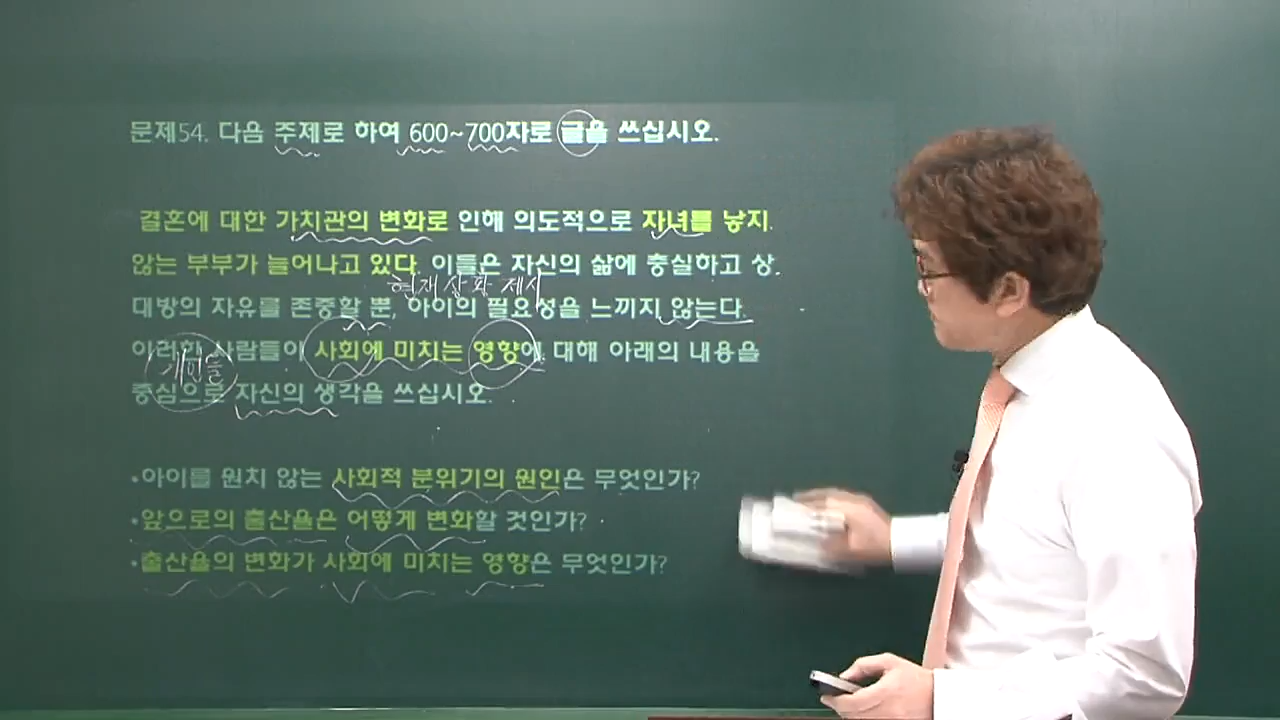 문제54. 다음 주제로 하여 600~700자로 글을 쓰십시오.
결혼에 대한 가치관의 변화로 인해 의도적으로 자녀를 낳지
않는 부부가 늘어나고 있다. 이들은 자신의 삶에 충실하고 상
현재 상황 제시
대방의 자유를 존중할 뿐, 아이의 필요성을 느끼지 않는다.
이러한 사람들이 사회에 미치는 영향에 대해 아래의 내용을
개인을
중심으로 자신의 생각을 쓰십시오.
•아이를 원치 않는 사회적 분위기의 원인은 무엇인가?
•앞으로의 출산율은 어떻게 변화할 것인가?
•출산율의 변화가 사회에 미치는 영향은 무엇인가?